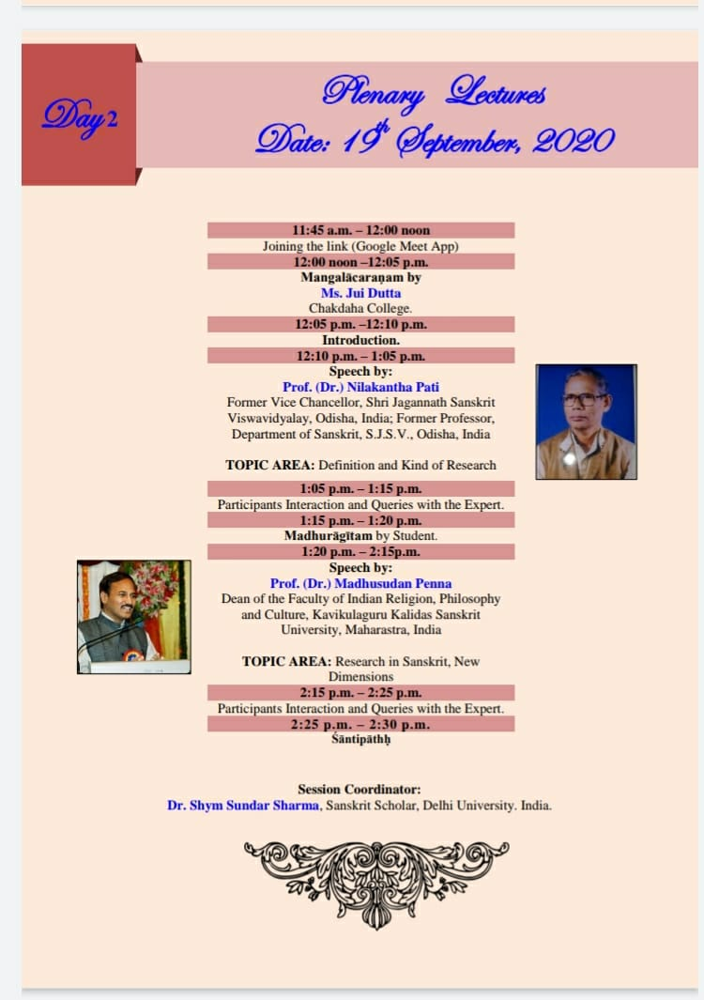 Day 2
Plenary Lectures
Date: 19th September, 2020
11:45 a.m. – 12:00 noon
Joining the link (Google Meet App)
12:00 noon –12:05 p.m.
Mangalācaraṇam by
Ms. Jui Dutta
Chakdaha College.
12:05 p.m. –12:10 p.m.
Introduction.
12:10 p.m. – 1:05 p.m.
Speech by:
Prof. (Dr.) Nilakantha Pati
Former Vice Chancellor, Shri Jagannath Sanskrit
Viswavidyalay, Odisha, India; Former Professor,
Department of Sanskrit, S.J.S.V., Odisha, India
TOPIC AREA: Definition and Kind of Research
1:05 p.m. – 1:15 p.m.
Participants Interaction and Queries with the Expert.
1:15 p.m. – 1:20 p.m.
Madhurāgītam by Student.
1:20 p.m. – 2:15p.m.
Speech by:
Prof. (Dr.) Madhusudan Penna
Dean of the Faculty of Indian Religion, Philosophy
and Culture, Kavikulaguru Kalidas Sanskrit
University, Maharastra, India
TOPIC AREA: Research in Sanskrit, New
Dimensions
2:15 p.m. – 2:25 p.m.
Participants Interaction and Queries with the Expert.
2:25 p.m. – 2:30 p.m.
Śāntipāthḥ
Session Coordinator:
Dr. Shym Sundar Sharma, Sanskrit Scholar, Delhi University. India.